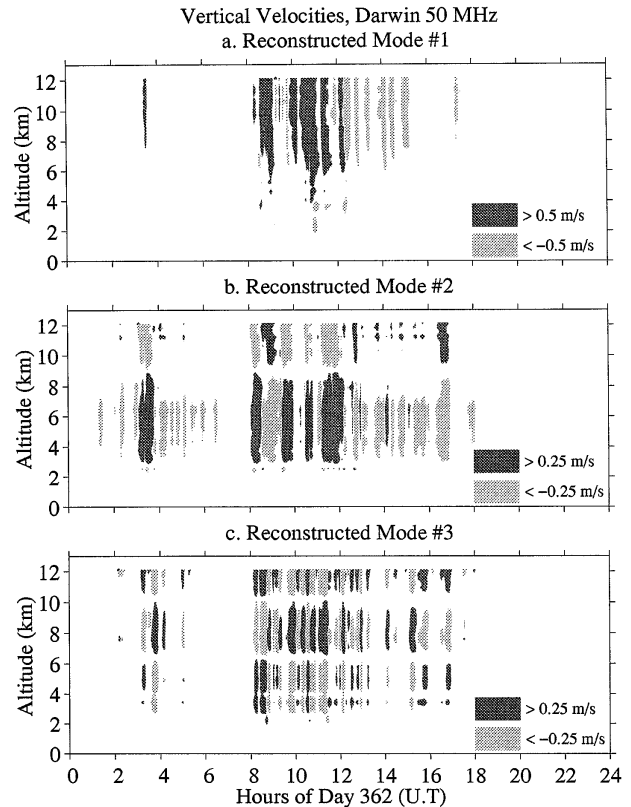 Vertical Velocities, Darwin 50 MHz
a. Reconstructed Mode #1
Altitude (km)
12
10
8
6
4
2
0
> 0.5 m/s
< −0.5 m/s
b. Reconstructed Mode #2
Altitude (km)
12
10
8
6
4
2
0
> 0.25 m/s
< −0.25 m/s
c. Reconstructed Mode #3
Altitude (km)
12
10
8
6
4
2
0
> 0.25 m/s
< −0.25 m/s
0 2 4 6 8 10 12 14 16 18 20 22 24
Hours of Day 362 (U.T)